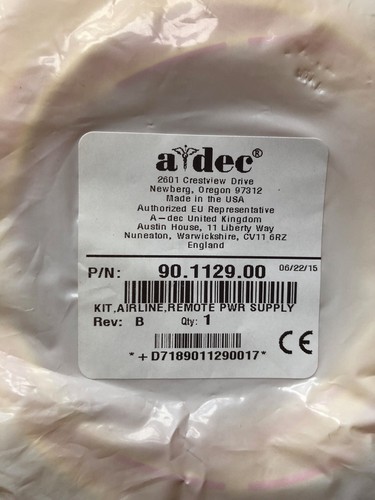 a dec®
2601 Crestview Drive
Newberg, Oregon 97312
Made in the USA
Authorized EU Representative
A-dec United Kingdom
Austin House, 11 Liberty Way
Nuneaton, Warwickshire, CV11 6RZ
England
P/N: 90.1129.00 06/22/15
KIT,AIRLINE,REMOTE PWR SUPPLY
Rev: B Qty: 1
*+D7189011290017* CE